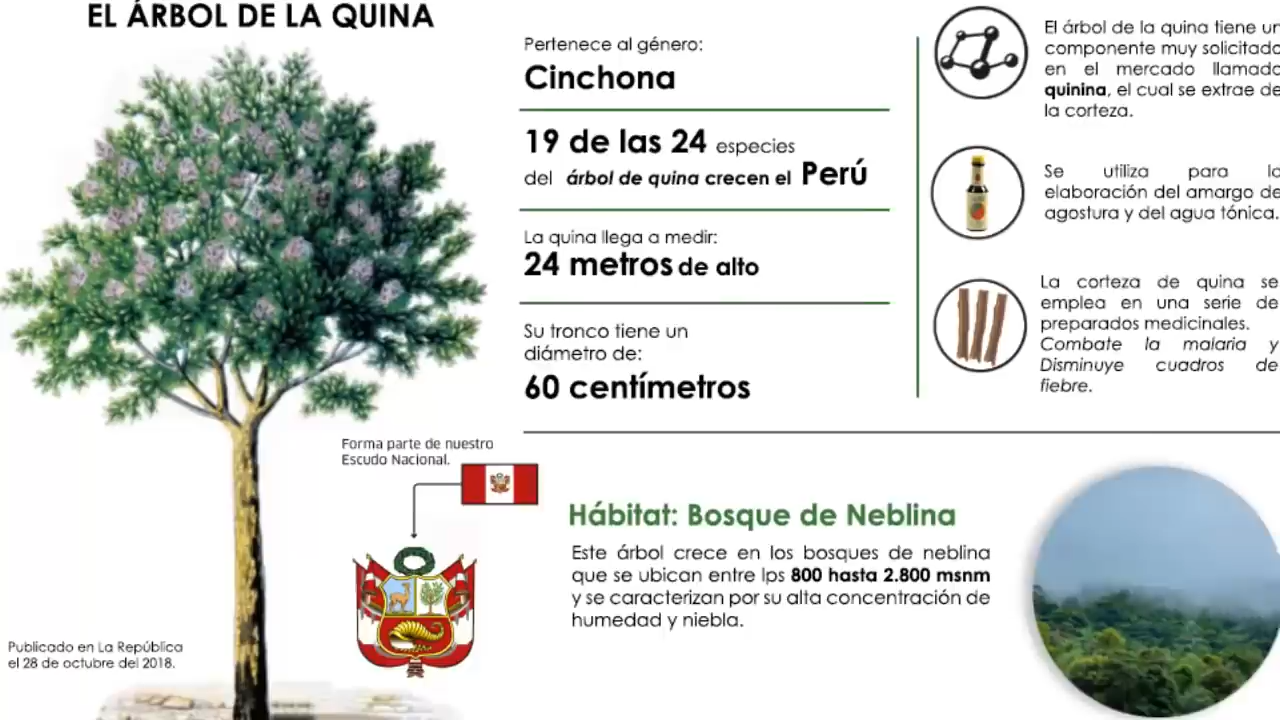 EL ÁRBOL DE LA QUINA
Pertenece al género:
Cinchona
19 de las 24 especies
del árbol de quina crecen el Perú
La quina llega a medir:
24 metros de alto
Su tronco tiene un
diámetro de:
60 centímetros
El árbol de la quina tiene un
componente muy solicitado
en el mercado llamado
quinina, el cual se extrae de
la corteza.
Se utiliza para la
elaboración del amargo de
agostura y del agua tónica.
La corteza de quina se
emplea en una serie de
preparados medicinales.
Combate la malaria y
Disminuye cuadros de
fiebre.
Forma parte de nuestro
Escudo Nacional.
Hábitat: Bosque de Neblina
Este árbol crece en los bosques de neblina
que se ubican entre lps 800 hasta 2.800 msnm
y se caracterizan por su alta concentración de
humedad y niebla.
Publicado en La República
el 28 de octubre del 2018.